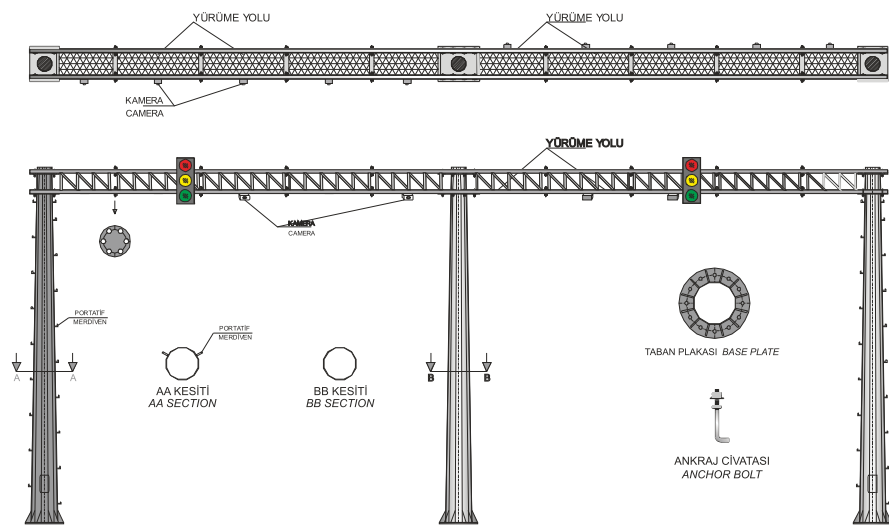 YÜRÜME YOLU
YÜRÜME YOLU
KAMERA
CAMERA
YÜRÜME YOLU
KAMERA
CAMERA
PORTATİF
MERDİVEN
PORTATİF
MERDİVEN
TABAN PLAKASI BASE PLATE
A A
B B
AA KESİTİ
AA SECTION
BB KESİTİ
BB SECTION
ANKRAJ CİVATASI
ANCHOR BOLT